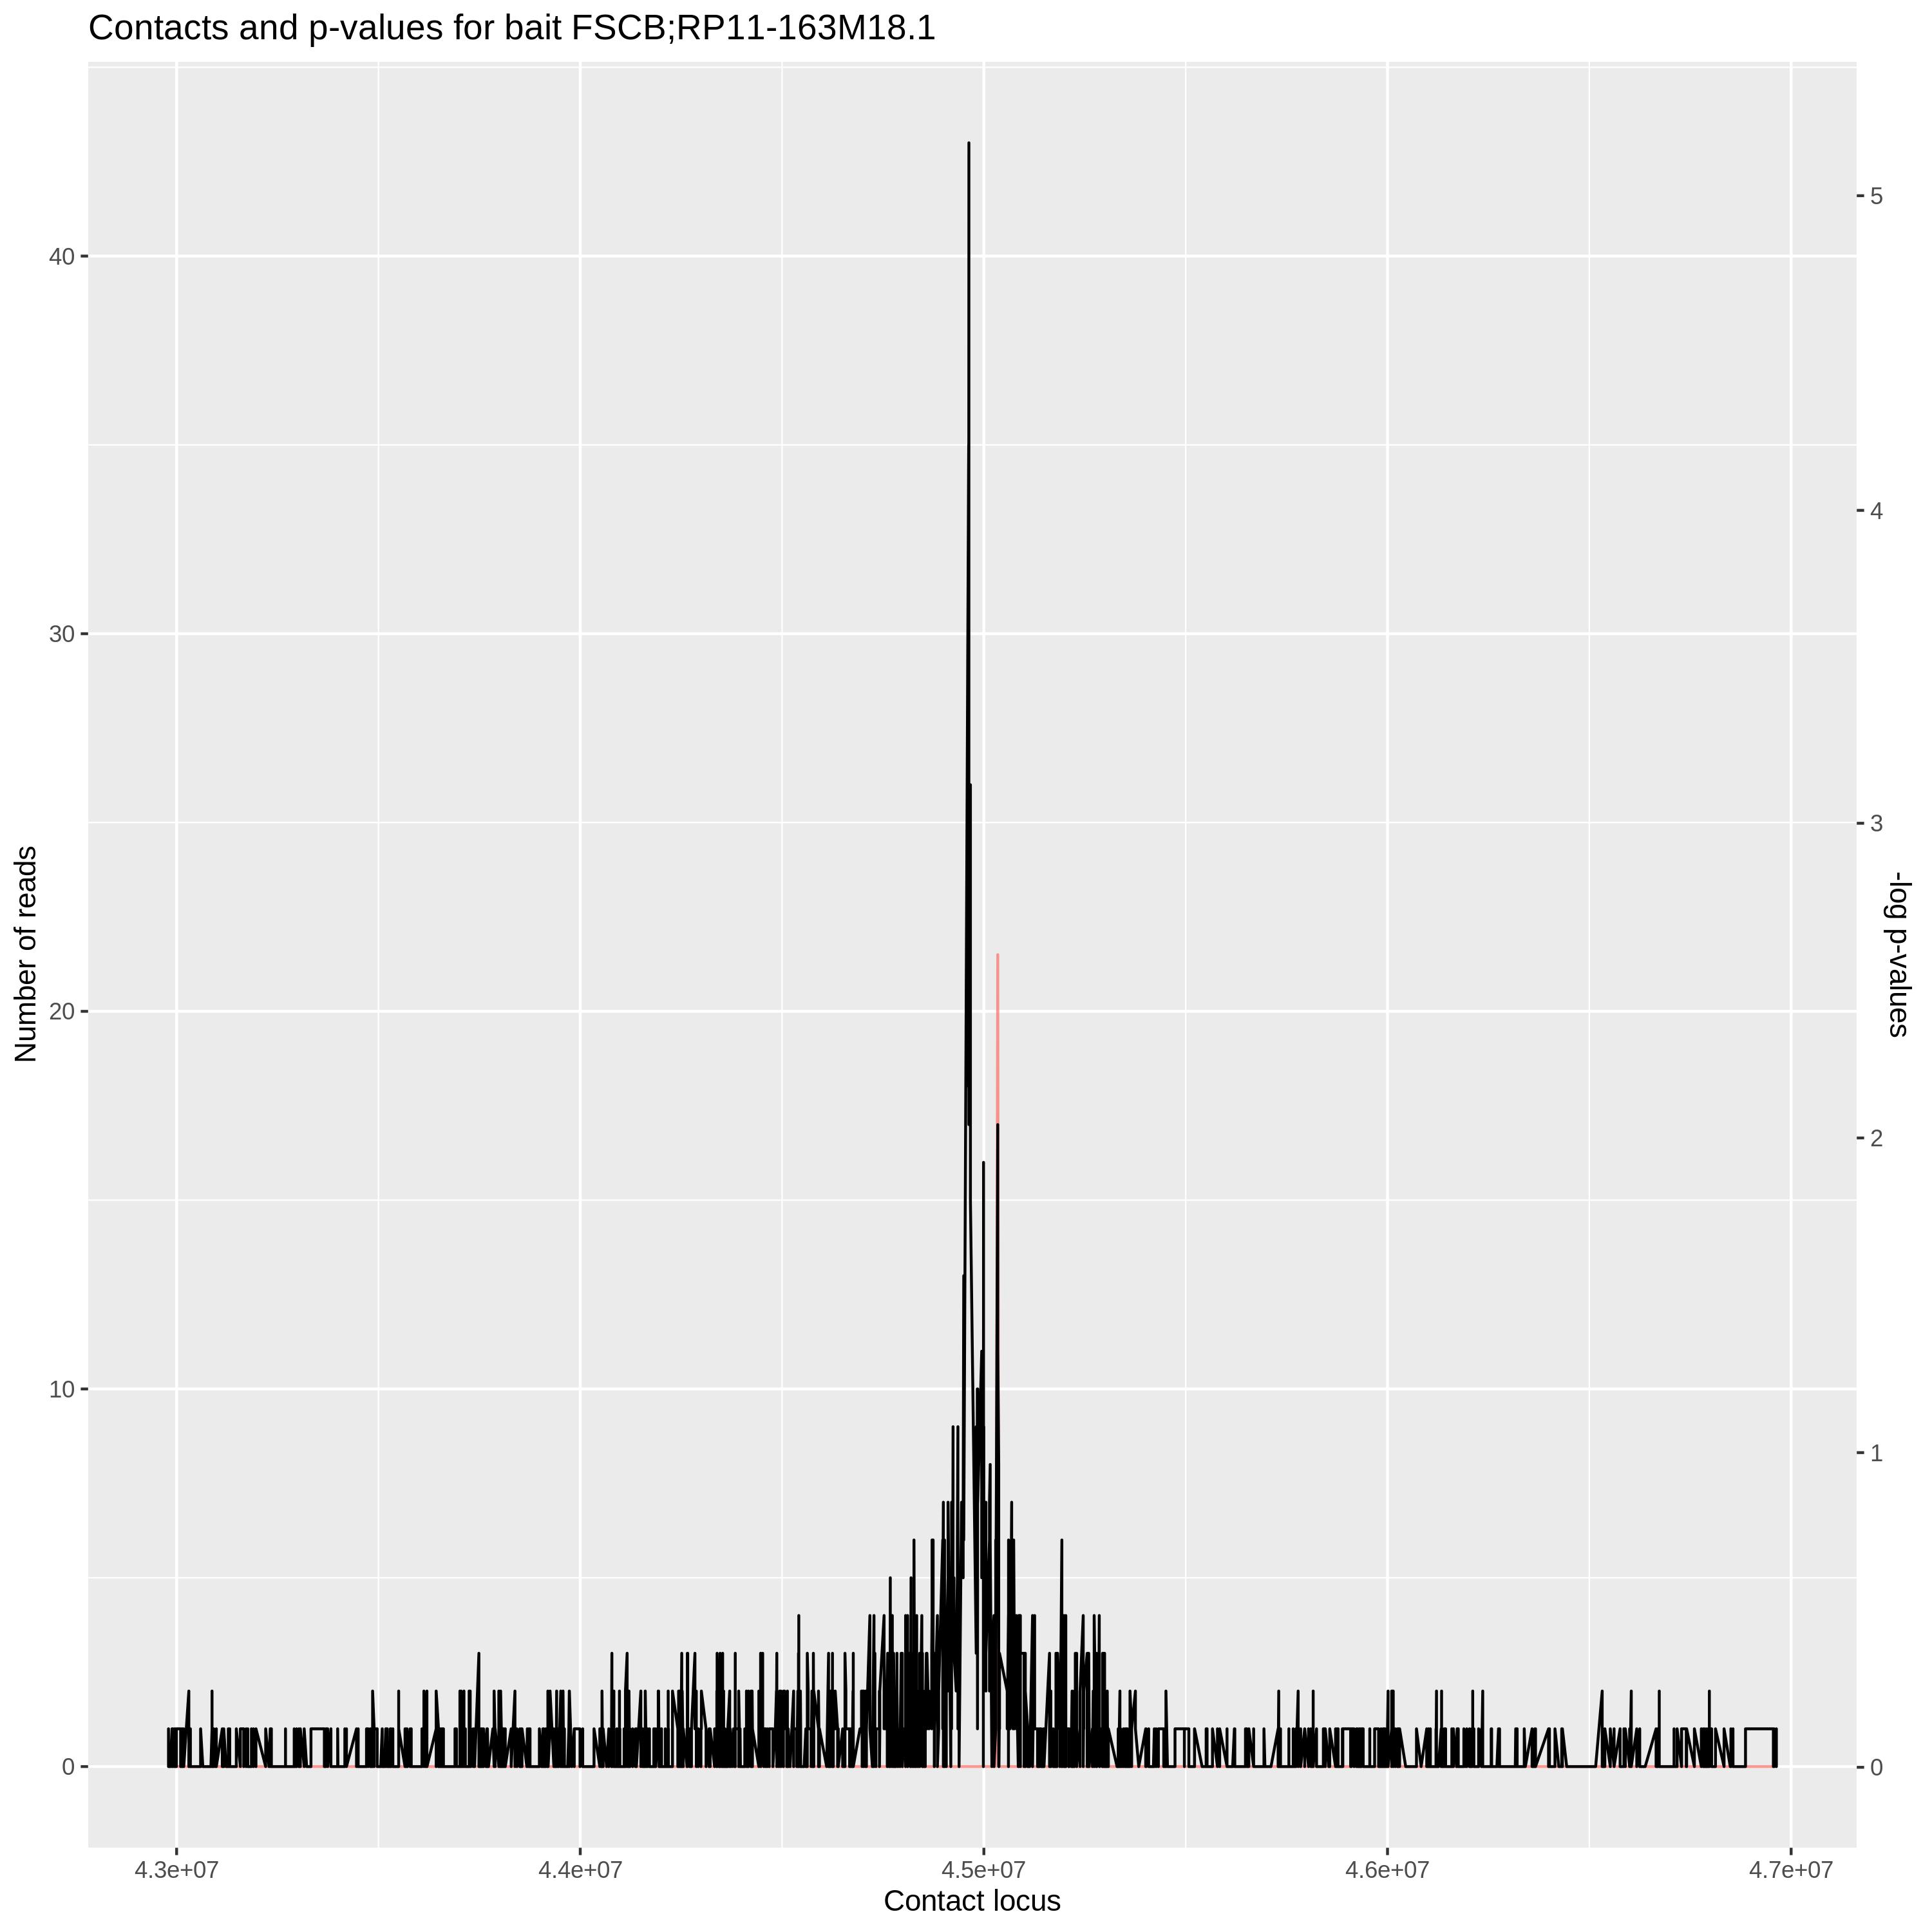 Contacts and p-values for bait FSCB;RP11-163M18.1
Number of reads
40
30
20
10
0
5
4
3
2
1
0
-log p-values
4.3e+07
4.4e+07
4.5e+07
4.6e+07
4.7e+07
Contact locus